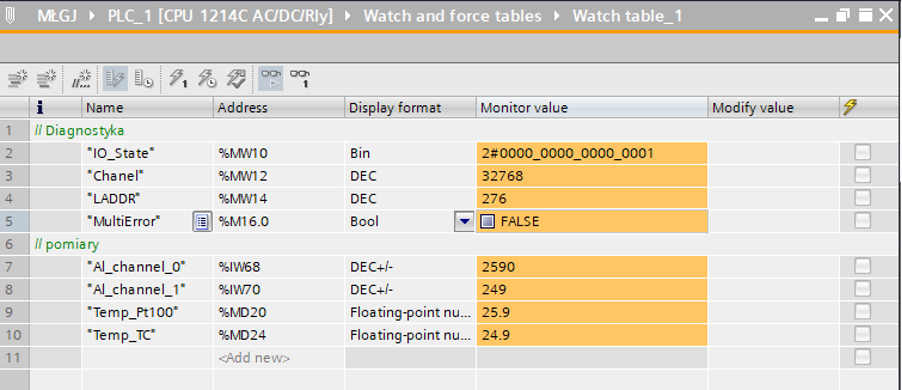 MŁGJ ▸ PLC_1 [CPU 1214C AC/DC/Rly] ▸ Watch and force tables ▸ Watch table_1
i Name Address Display format Monitor value Modify value
1 // Diagnostyka
2 "IO_State" %MW10 Bin 2#0000_0000_0000_0001
3 "Chanel" %MW12 DEC 32768
4 "LADDR" %MW14 DEC 276
5 "MultiError" %M16.0 Bool FALSE
6 // pomiary
7 "AI_channel_0" %IW68 DEC+/- 2590
8 "AI_channel_1" %IW70 DEC+/- 249
9 "Temp_Pt100" %MD20 Floating-point nu... 25.9
10 "Temp_TC" %MD24 Floating-point nu... 24.9
11 <Add new>